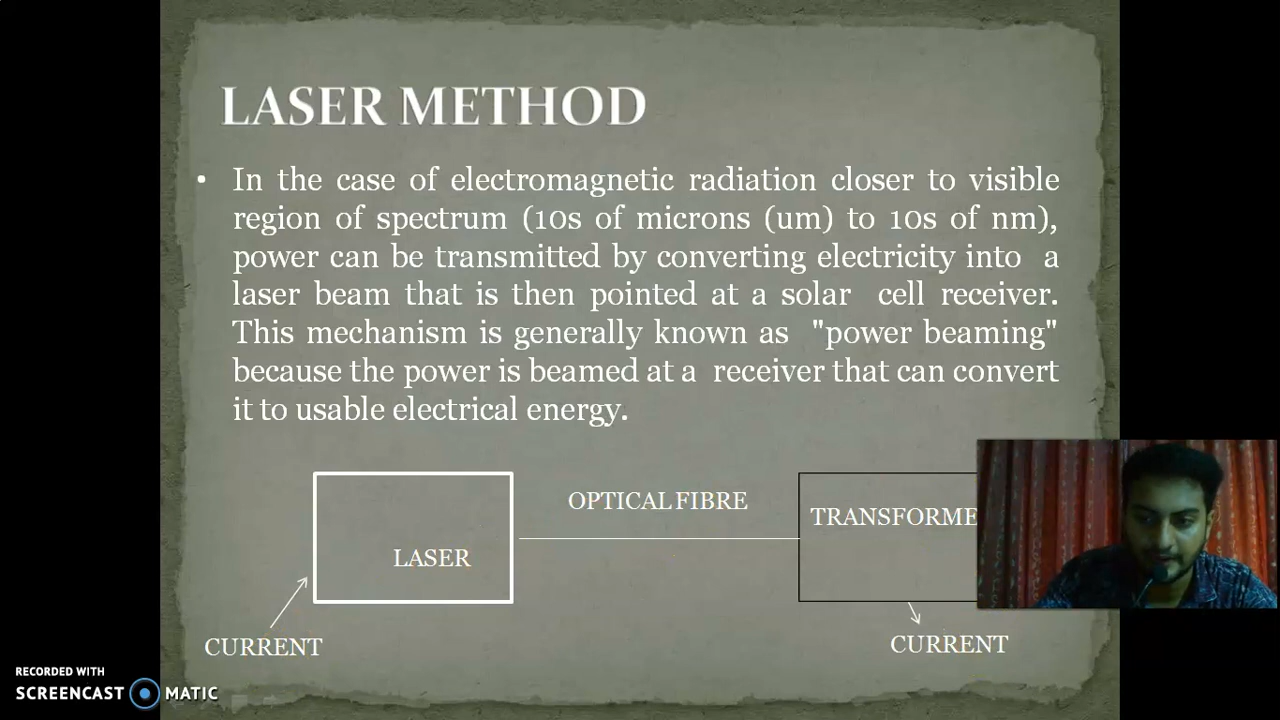 LASER METHOD
• In the case of electromagnetic radiation closer to visible
region of spectrum (10s of microns (um) to 10s of nm),
power can be transmitted by converting electricity into a
laser beam that is then pointed at a solar cell receiver.
This mechanism is generally known as "power beaming"
because the power is beamed at a receiver that can convert
it to usable electrical energy.
OPTICAL FIBRE
TRANSFORME
LASER
CURRENT
CURRENT
RECORDED WITH
SCREENCAST MATIC